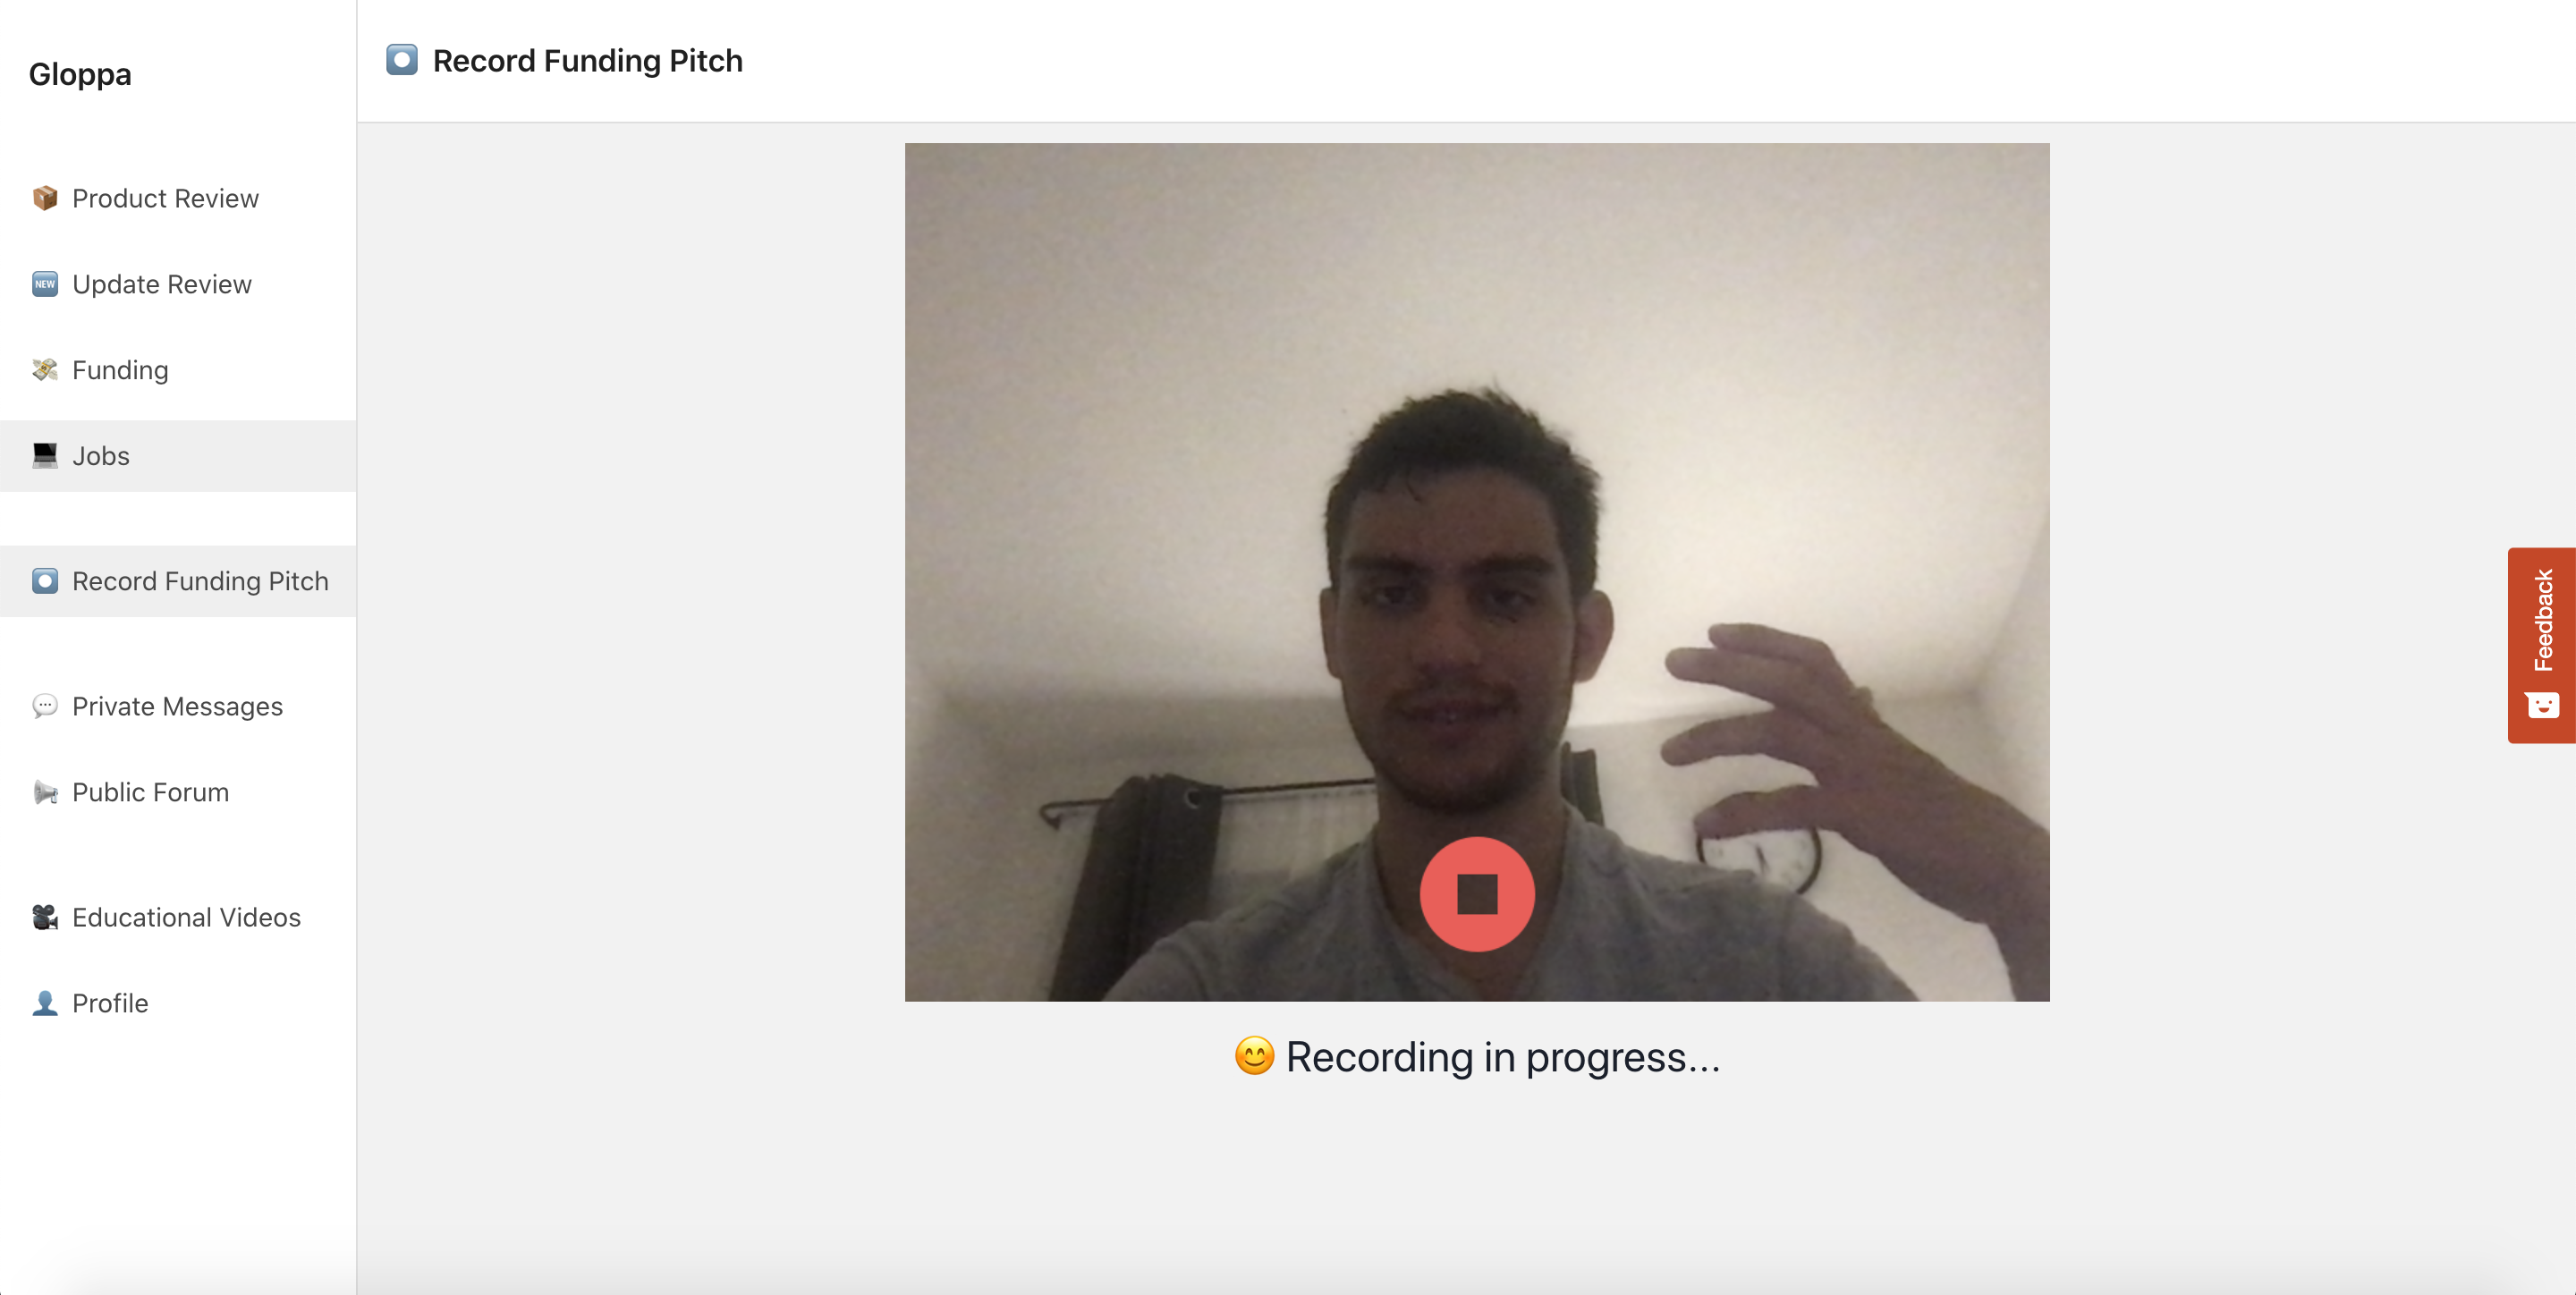 Gloppa
Product Review
NEW
Update Review
Funding
Jobs
Record Funding Pitch
Private Messages
Public Forum
Educational Videos
Profile
Record Funding Pitch
Recording in progress...
Feedback